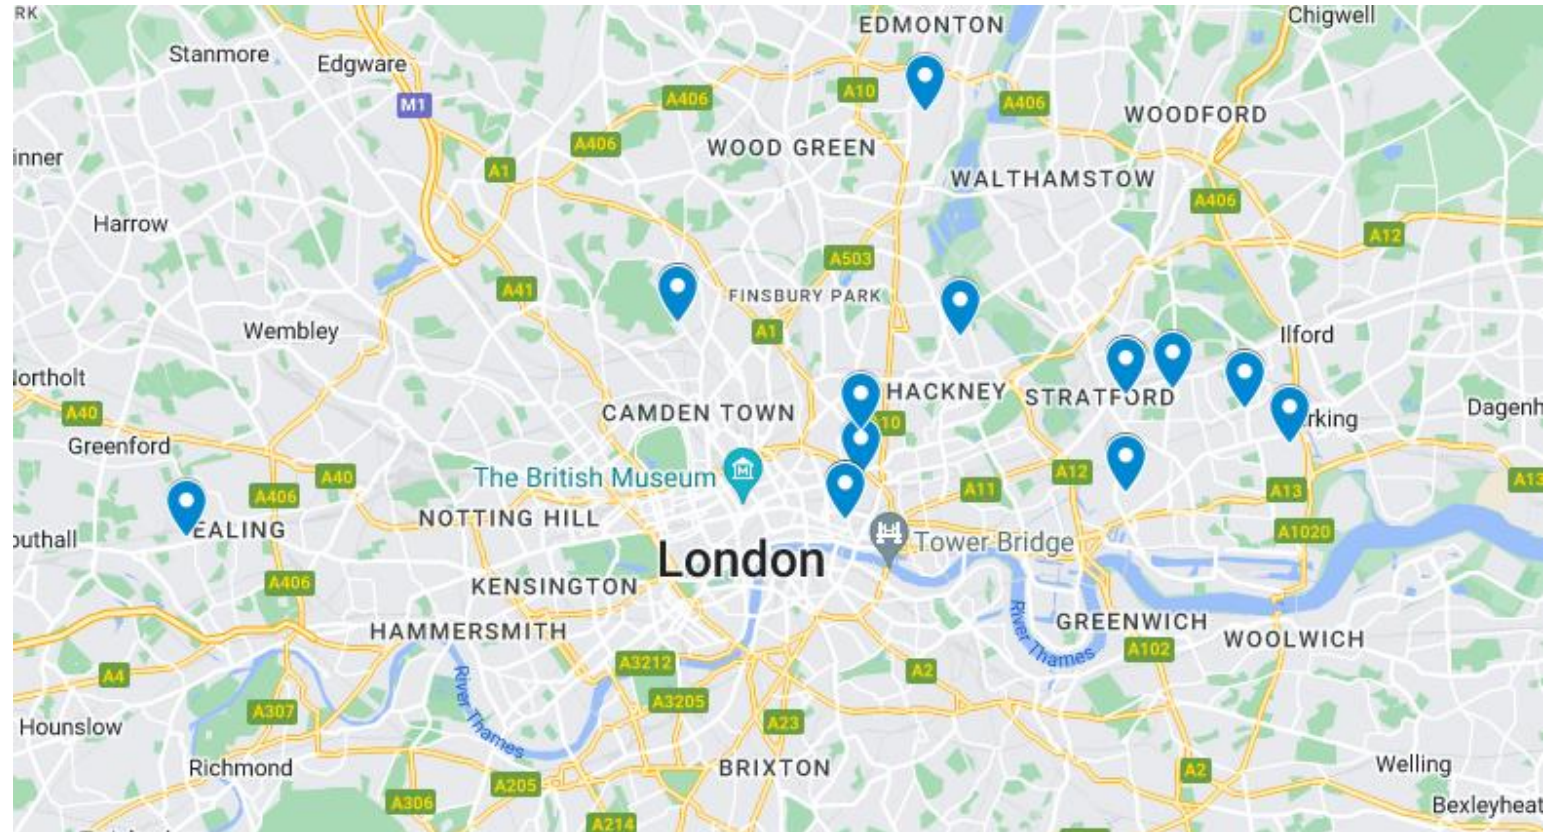 RK
EDMONTON
Chigwell
Stanmore
Edgware
A406
A10
M1
A406
WOODFORD
A406
WOOD GREEN
inner
A1
WALTHAMSTOW
A406
Harrow
A12
A503
A41
FINSBURY PARK
Wembley
A1
Ilford
ortholt
HACKNEY
STRATFORD
A40
CAMDEN TOWN
Dagenh
10
rking
Greenford
The British Museum
A40
A12
A13
A406
A11
A13
NOTTING HILL
EALING
A1020
outhall
Tower Bridge
London
A406
KENSINGTON
River Thames
GREENWICH
HAMMERSMITH
WOOLWICH
A102
A3212
A4
A2
River Thames
A3205
A307
A23
Hounslow
Richmond
BRIXTON
A2
Welling
A205
A306
Bexleyheat
A214